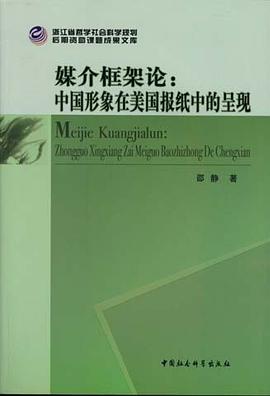 浙江省哲学社会科学规划
后期资助课题成果文库
媒介框架论：
中国形象在美国报纸中的呈现
Meijie Kuangjialun:
Zhongguo Xingxiang Zai Meiguo Baozhizhong De Chengxian
邵 静 著
中国社会科学出版社